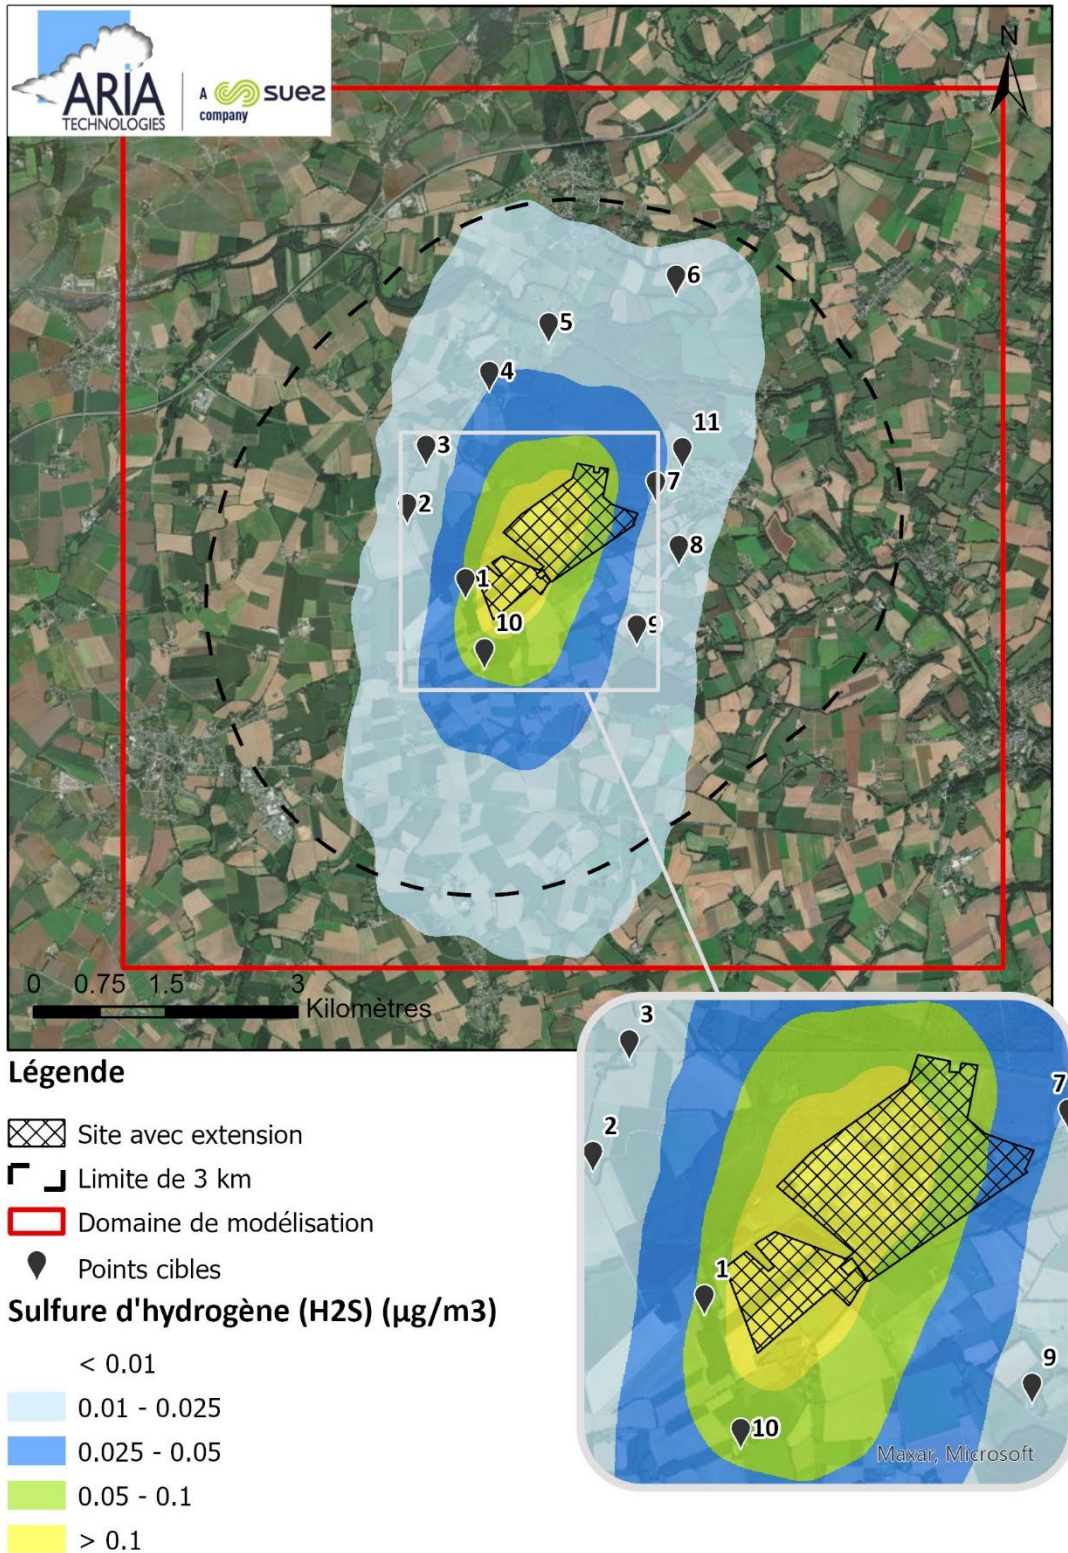 ARIA
TECHNOLOGIES
A suez
company
N
6
5
4
11
3
7
2
8
1
10
9
0 0.75 1.5 3
Kilomètres
Légende
Site avec extension
Limite de 3 km
Domaine de modélisation
Points cibles
Sulfure d'hydrogène (H2S) (µg/m3)
< 0.01
0.01 - 0.025
0.025 - 0.05
0.05 - 0.1
> 0.1
3
7
2
1
9
10
Maxar, Microsoft